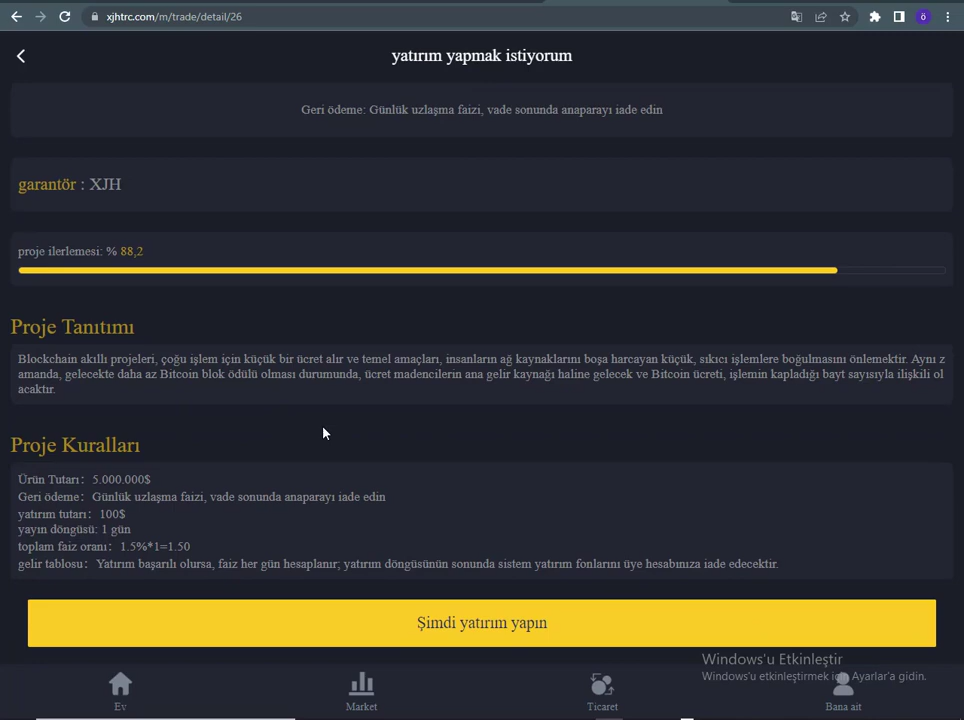 xjhtrc.com/m/trade/detail/26
ö
yatırım yapmak istiyorum
Geri ödeme: Günlük uzlaşma faizi, vade sonunda anaparayı iade edin
garantör : XJH
proje ilerlemesi: % 88,2
Proje Tanıtımı
Blockchain akıllı projeleri, çoğu işlem için küçük bir ücret alır ve temel amaçları, insanların ağ kaynaklarını boşa harcayan küçük, sıkıcı işlemlere boğulmasını önlemektir. Aynı z
amanda, gelecekte daha az Bitcoin blok ödülü olması durumunda, ücret madencilerin ana gelir kaynağı haline gelecek ve Bitcoin ücreti, işlemin kapladığı bayt sayısıyla ilişkili ol
acaktır.
Proje Kuralları
Ürün Tutarı: 5.000.000$
Geri ödeme: Günlük uzlaşma faizi, vade sonunda anaparayı iade edin
yatırım tutarı: 100$
yayın döngüsü: 1 gün
toplam faiz oranı: 1.5%*1=1.50
gelir tablosu: Yatırım başarılı olursa, faiz her gün hesaplanır; yatırım döngüsünün sonunda sistem yatırım fonlarını üye hesabınıza iade edecektir.
Şimdi yatırım yapın
Windows'u Etkinleştir
Windows'u etkinleştirmek için Ayarlar'a gidin.
Ev
Market
Ticaret
Bana ait